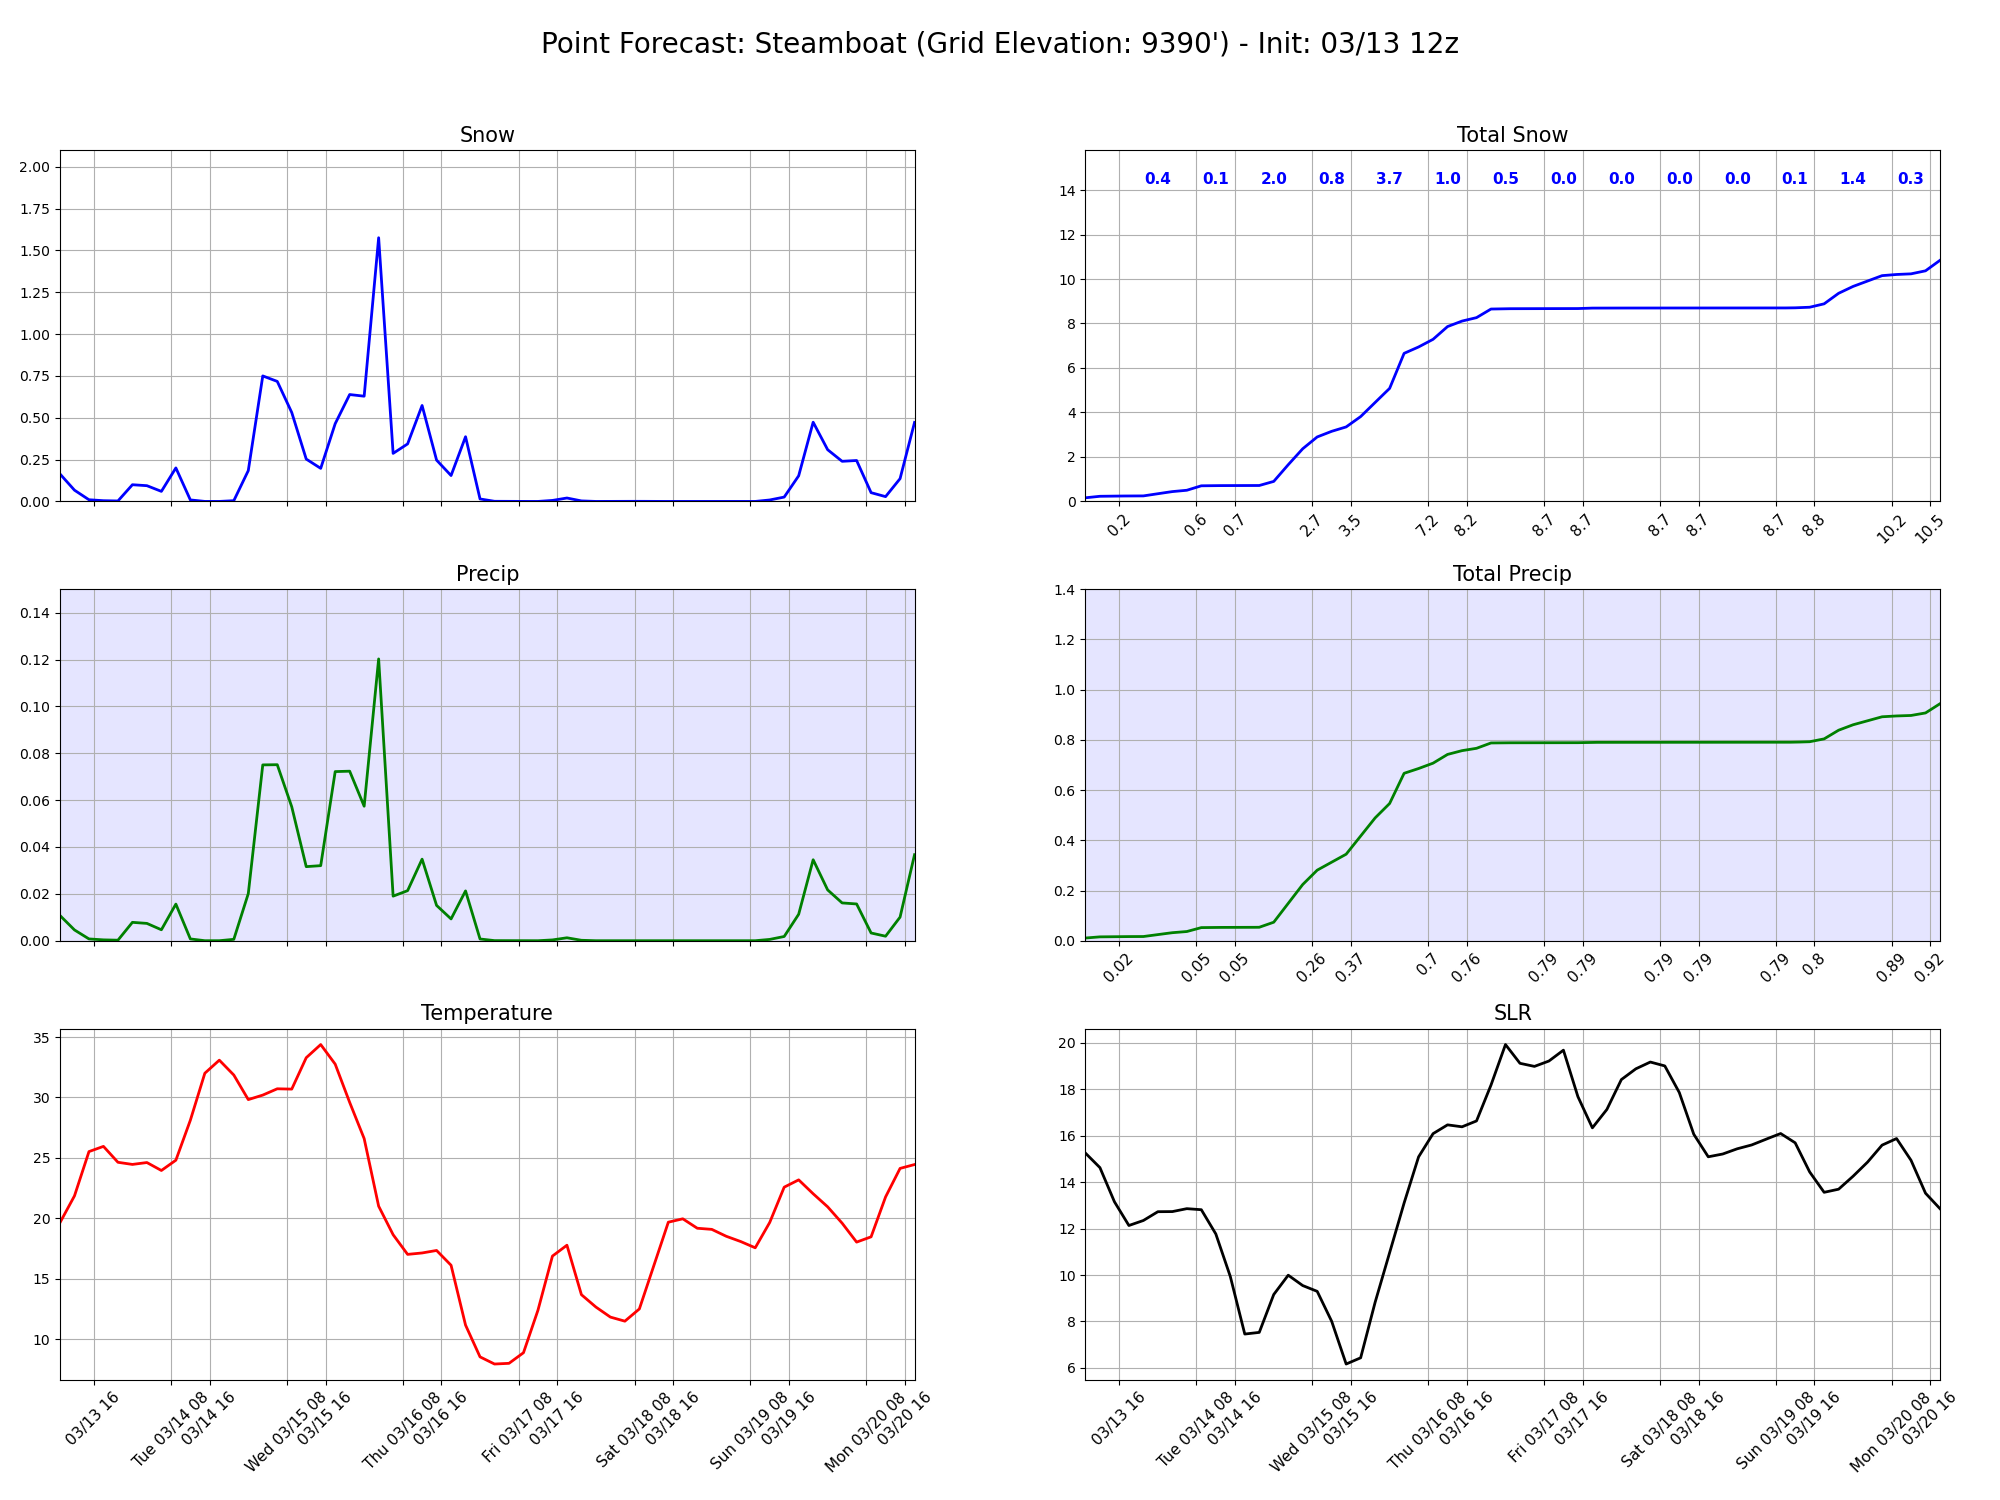 Point Forecast: Steamboat (Grid Elevation: 9390') - Init: 03/13 12z
Snow
2.00
1.75
1.50
1.25
1.00
0.75
0.50
0.25
0.00
Total Snow
0.4 0.1 2.0 0.8 3.7 1.0 0.5 0.0 0.0 0.0 0.0 0.1 1.4 0.3
14
12
10
8
6
4
2
0
0.2 0.6 0.7 2.7 3.5 7.2 8.2 8.7 8.7 8.7 8.7 8.7 8.8 10.2 10.5
Precip
0.14
0.12
0.10
0.08
0.06
0.04
0.02
0.00
Total Precip
1.4
1.2
1.0
0.8
0.6
0.4
0.2
0.0
0.02 0.05 0.05 0.26 0.37 0.7 0.76 0.79 0.79 0.79 0.79 0.79 0.8 0.89 0.92
Temperature
35
30
25
20
15
10
03/13 16
Tue 03/14 08
03/14 16
Wed 03/15 08
03/15 16
Thu 03/16 08
03/16 16
Fri 03/17 08
03/17 16
Sat 03/18 08
03/18 16
Sun 03/19 08
03/19 16
Mon 03/20 08
03/20 16
SLR
20
18
16
14
12
10
8
6
03/13 16
Tue 03/14 08
03/14 16
Wed 03/15 08
03/15 16
Thu 03/16 08
03/16 16
Fri 03/17 08
03/17 16
Sat 03/18 08
03/18 16
Sun 03/19 08
03/19 16
Mon 03/20 08
03/20 16